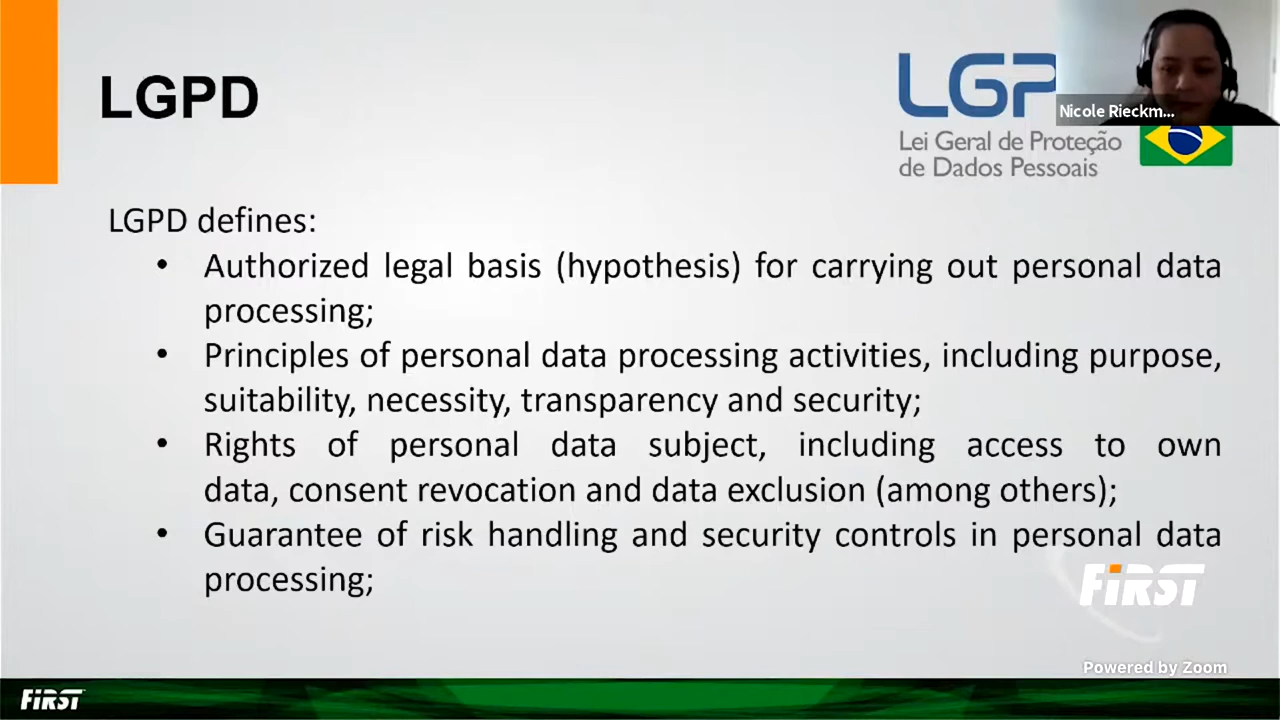 LGPD
LGP
Nicole Rieckm...
Lei Geral de Proteção
de Dados Pessoais
LGPD defines:
• Authorized legal basis (hypothesis) for carrying out personal data
processing;
• Principles of personal data processing activities, including purpose,
suitability, necessity, transparency and security;
• Rights of personal data subject, including access to own
data, consent revocation and data exclusion (among others);
• Guarantee of risk handling and security controls in personal data
processing;
FiRST
Powered by Zoom
FiRST